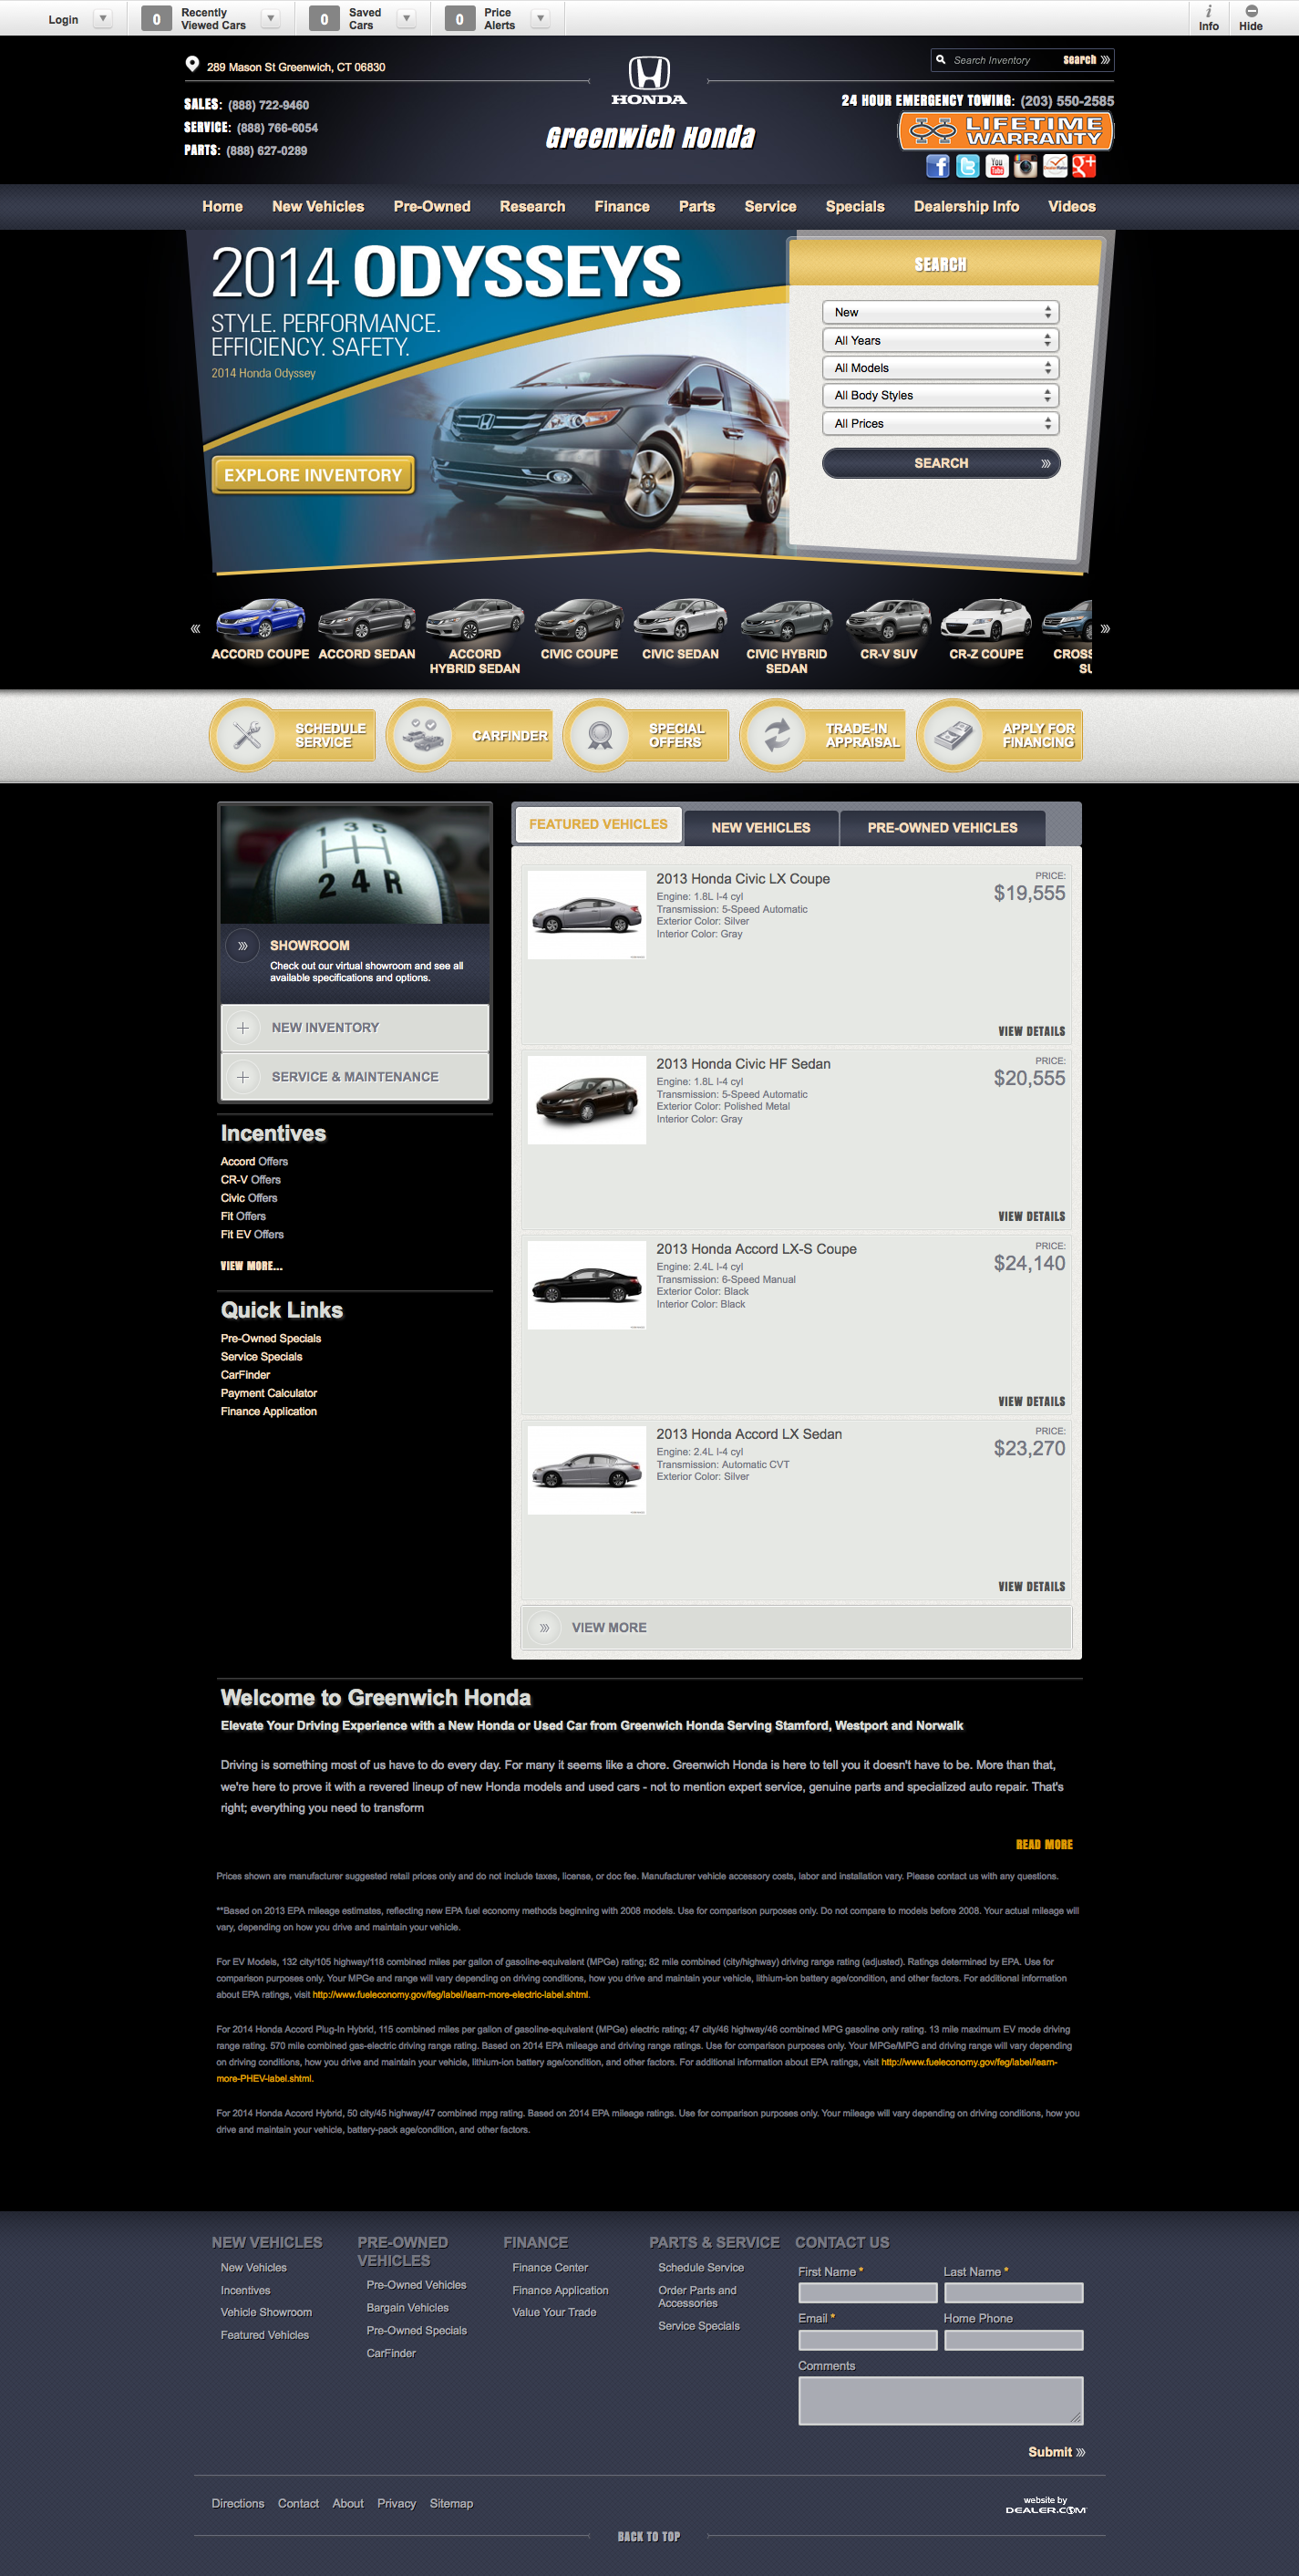 Login
0 Recently Viewed Cars
0 Saved Cars
0 Price Alerts
Info
Hide
289 Mason St Greenwich, CT 06830
HONDA
Search Inventory
search
SALES: (888) 722-9460
SERVICE: (888) 766-6054
PARTS: (888) 627-0289
Greenwich Honda
24 HOUR EMERGENCY TOWING: (203) 550-2585
LIFETIME
WARRANTY
You
Tube
Home New Vehicles Pre-Owned Research Finance Parts Service Specials Dealership Info Videos
2014 ODYSSEYS
STYLE. PERFORMANCE.
EFFICIENCY. SAFETY.
2014 Honda Odyssey
EXPLORE INVENTORY
SEARCH
New
All Years
All Models
All Body Styles
All Prices
SEARCH
ACCORD COUPE
ACCORD SEDAN
ACCORD
HYBRID SEDAN
CIVIC COUPE
CIVIC SEDAN
CIVIC HYBRID
SEDAN
CR-V SUV
CR-Z COUPE
CROSS
SU
SCHEDULE
SERVICE
CARFINDER
SPECIAL
OFFERS
TRADE-IN
APPRAISAL
APPLY FOR
FINANCING
1 3 5
2 4 R
SHOWROOM
Check out our virtual showroom and see all
available specifications and options.
NEW INVENTORY
SERVICE & MAINTENANCE
Incentives
Accord Offers
CR-V Offers
Civic Offers
Fit Offers
Fit EV Offers
VIEW MORE...
Quick Links
Pre-Owned Specials
Service Specials
CarFinder
Payment Calculator
Finance Application
FEATURED VEHICLES NEW VEHICLES PRE-OWNED VEHICLES
2013 Honda Civic LX Coupe
Engine: 1.8L I-4 cyl
Transmission: 5-Speed Automatic
Exterior Color: Silver
Interior Color: Gray
PRICE:
$19,555
VIEW DETAILS
2013 Honda Civic HF Sedan
Engine: 1.8L I-4 cyl
Transmission: 5-Speed Automatic
Exterior Color: Polished Metal
Interior Color: Gray
PRICE:
$20,555
VIEW DETAILS
2013 Honda Accord LX-S Coupe
Engine: 2.4L I-4 cyl
Transmission: 6-Speed Manual
Exterior Color: Black
Interior Color: Black
PRICE:
$24,140
VIEW DETAILS
2013 Honda Accord LX Sedan
Engine: 2.4L I-4 cyl
Transmission: Automatic CVT
Exterior Color: Silver
PRICE:
$23,270
VIEW DETAILS
VIEW MORE
Welcome to Greenwich Honda
Elevate Your Driving Experience with a New Honda or Used Car from Greenwich Honda Serving Stamford, Westport and Norwalk
Driving is something most of us have to do every day. For many it seems like a chore. Greenwich Honda is here to tell you it doesn't have to be. More than that,
we're here to prove it with a revered lineup of new Honda models and used cars - not to mention expert service, genuine parts and specialized auto repair. That's
right; everything you need to transform
READ MORE
Prices shown are manufacturer suggested retail prices only and do not include taxes, license, or doc fee. Manufacturer vehicle accessory costs, labor and installation vary. Please contact us with any questions.
**Based on 2013 EPA mileage estimates, reflecting new EPA fuel economy methods beginning with 2008 models. Use for comparison purposes only. Do not compare to models before 2008. Your actual mileage will
vary, depending on how you drive and maintain your vehicle.
For EV Models, 132 city/105 highway/118 combined miles per gallon of gasoline-equivalent (MPGe) rating; 82 mile combined (city/highway) driving range rating (adjusted). Ratings determined by EPA. Use for
comparison purposes only. Your MPGe and range will vary depending on driving conditions, how you drive and maintain your vehicle, lithium-ion battery age/condition, and other factors. For additional information
about EPA ratings, visit http://www.fueleconomy.gov/feg/label/learn-more-electric-label.shtml.
For 2014 Honda Accord Plug-In Hybrid, 115 combined miles per gallon of gasoline-equivalent (MPGe) electric rating; 47 city/46 highway/46 combined MPG gasoline only rating. 13 mile maximum EV mode driving
range rating. 570 mile combined gas-electric driving range rating. Based on 2014 EPA mileage and driving range ratings. Use for comparison purposes only. Your MPGe/MPG and driving range will vary depending
on driving conditions, how you drive and maintain your vehicle, lithium-ion battery age/condition, and other factors. For additional information about EPA ratings, visit http://www.fueleconomy.gov/feg/label/learn-
more-PHEV-label.shtml.
For 2014 Honda Accord Hybrid, 50 city/45 highway/47 combined mpg rating. Based on 2014 EPA mileage ratings. Use for comparison purposes only. Your mileage will vary depending on driving conditions, how you
drive and maintain your vehicle, battery-pack age/condition, and other factors.
NEW VEHICLES
New Vehicles
Incentives
Vehicle Showroom
Featured Vehicles
PRE-OWNED
VEHICLES
Pre-Owned Vehicles
Bargain Vehicles
Pre-Owned Specials
CarFinder
FINANCE
Finance Center
Finance Application
Value Your Trade
PARTS & SERVICE
Schedule Service
Order Parts and
Accessories
Service Specials
CONTACT US
First Name *
Last Name *
Email *
Home Phone
Comments
Submit
Directions Contact About Privacy Sitemap
website by
DEALER.COM
BACK TO TOP